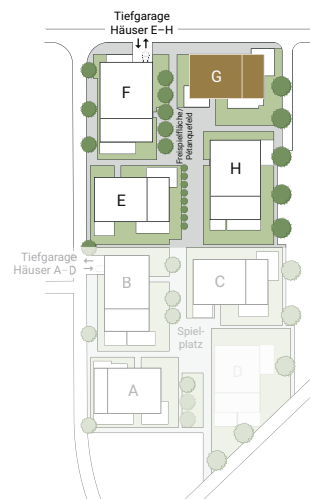 Tiefgarage
Häuser E–H
F
G
Freispielfläche
Pétanquefeld
H
E
Tiefgarage
Häuser A–D
B
C
Spiel-
platz
D
A